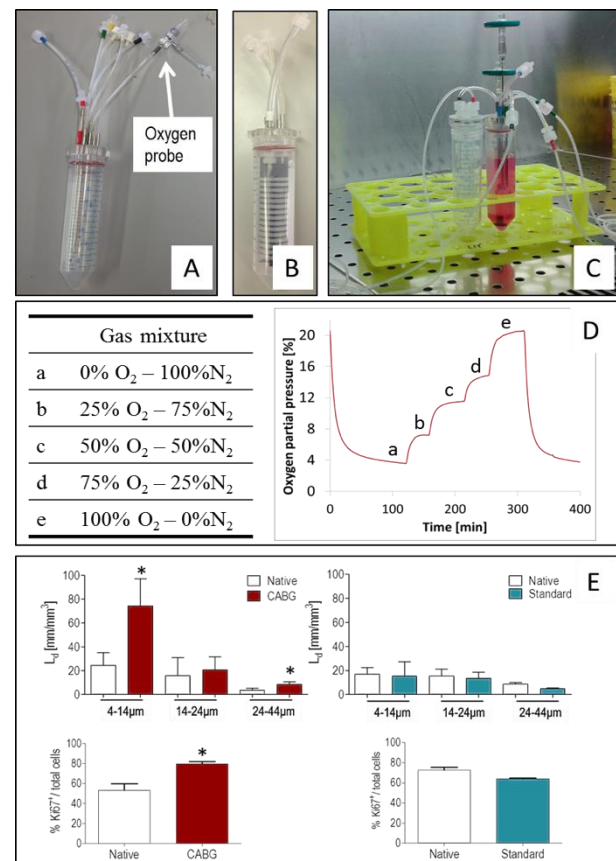 Oxygen
probe
A
B
C
Gas mixture
a 0% O₂ – 100%N₂
b 25% O₂ – 75%N₂
c 50% O₂ – 50%N₂
d 75% O₂ – 25%N₂
e 100% O₂ – 0%N₂
D
Oxygen partial pressure [%]
20
16
12
8
4
0
a
b
c
d
e
0 100 200 300 400
Time [min]
E
Ld [mm/mm³]
100
80
60
40
20
0
*
*
Native
CABG
4-14µm 14-24µm 24-44µm
Ld [mm/mm³]
100
80
60
40
20
0
Native
Standard
4-14µm 14-24µm 24-44µm
% Ki67⁺/ total cells
100
80
60
40
20
0
*
Native CABG
% Ki67⁺/ total cells
100
80
60
40
20
0
Native Standard